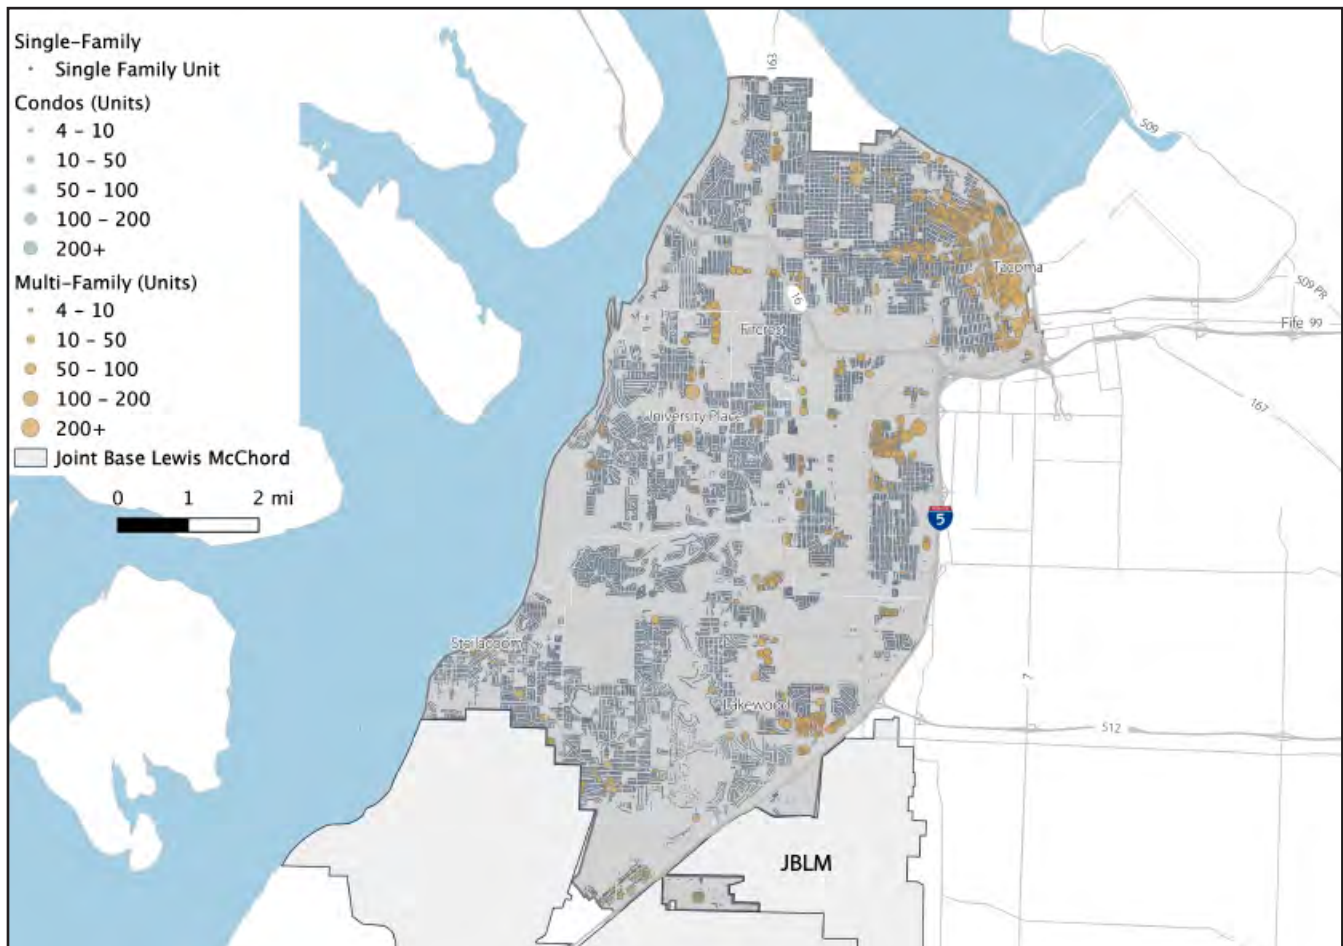 Single-Family
Single Family Unit
Condos (Units)
4 - 10
10 - 50
50 - 100
100 - 200
200+
Multi-Family (Units)
4 - 10
10 - 50
50 - 100
100 - 200
200+
Joint Base Lewis McChord
0 1 2 mi
163
509
Tacoma
509 PR
16
Fircrest
Fife 99
167
University Place
5
Steilacoom
7
Lakewood
512
JBLM